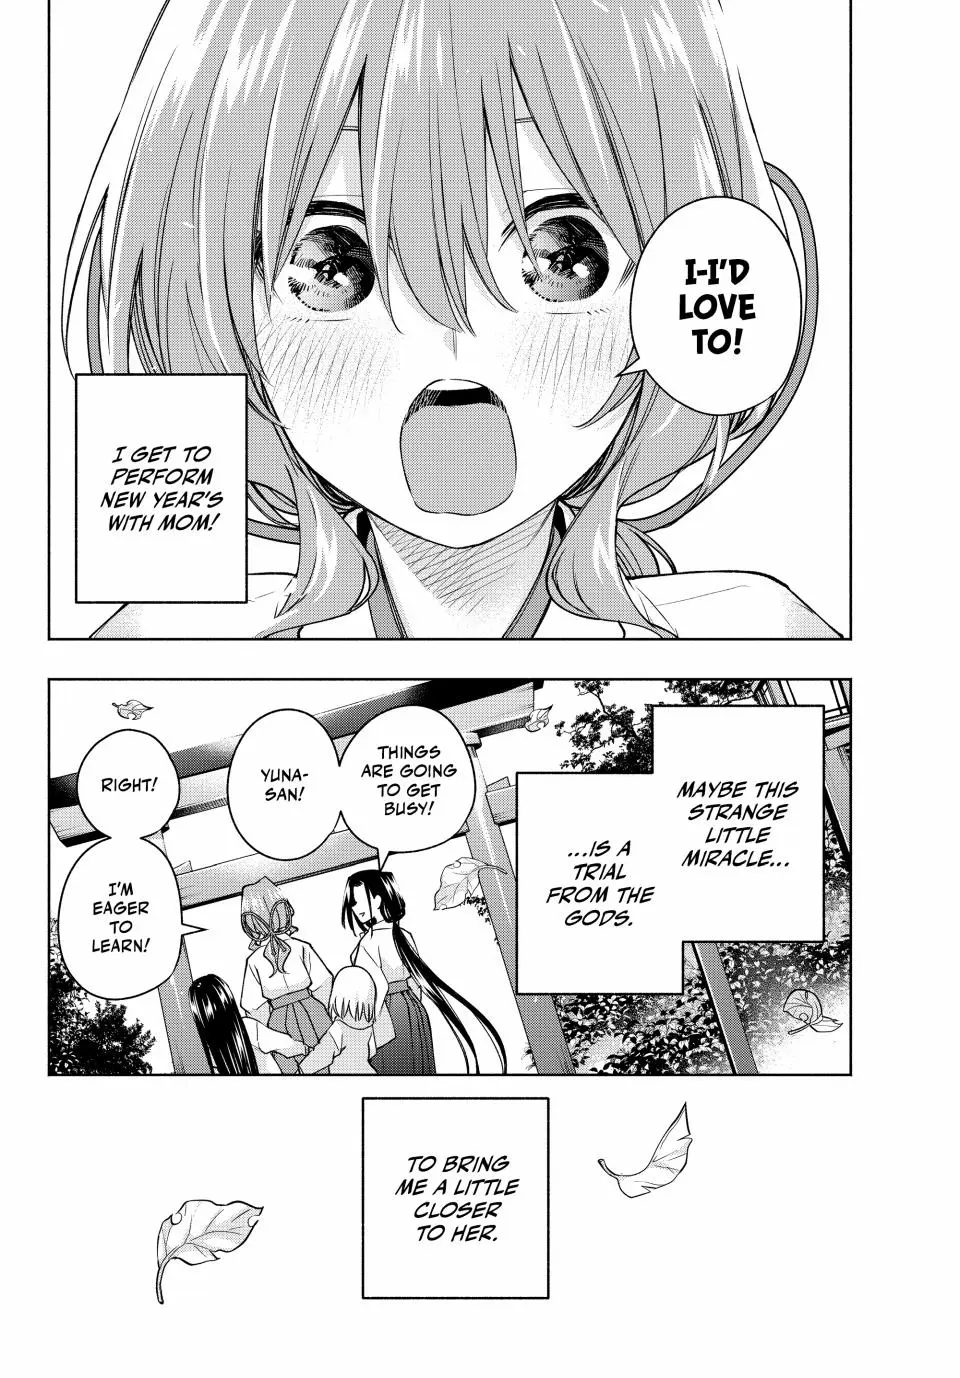 I-I'D
LOVE
TO!
I GET TO
PERFORM
NEW YEAR'S
WITH MOM!
MAYBE THIS
STRANGE
LITTLE
MIRACLE...
...IS A
TRIAL
FROM THE
GODS.
THINGS
ARE GOING
TO GET
BUSY!
YUNA-
SAN!
RIGHT!
I'M
EAGER
TO
LEARN!
TO BRING
ME A LITTLE
CLOSER
TO HER.